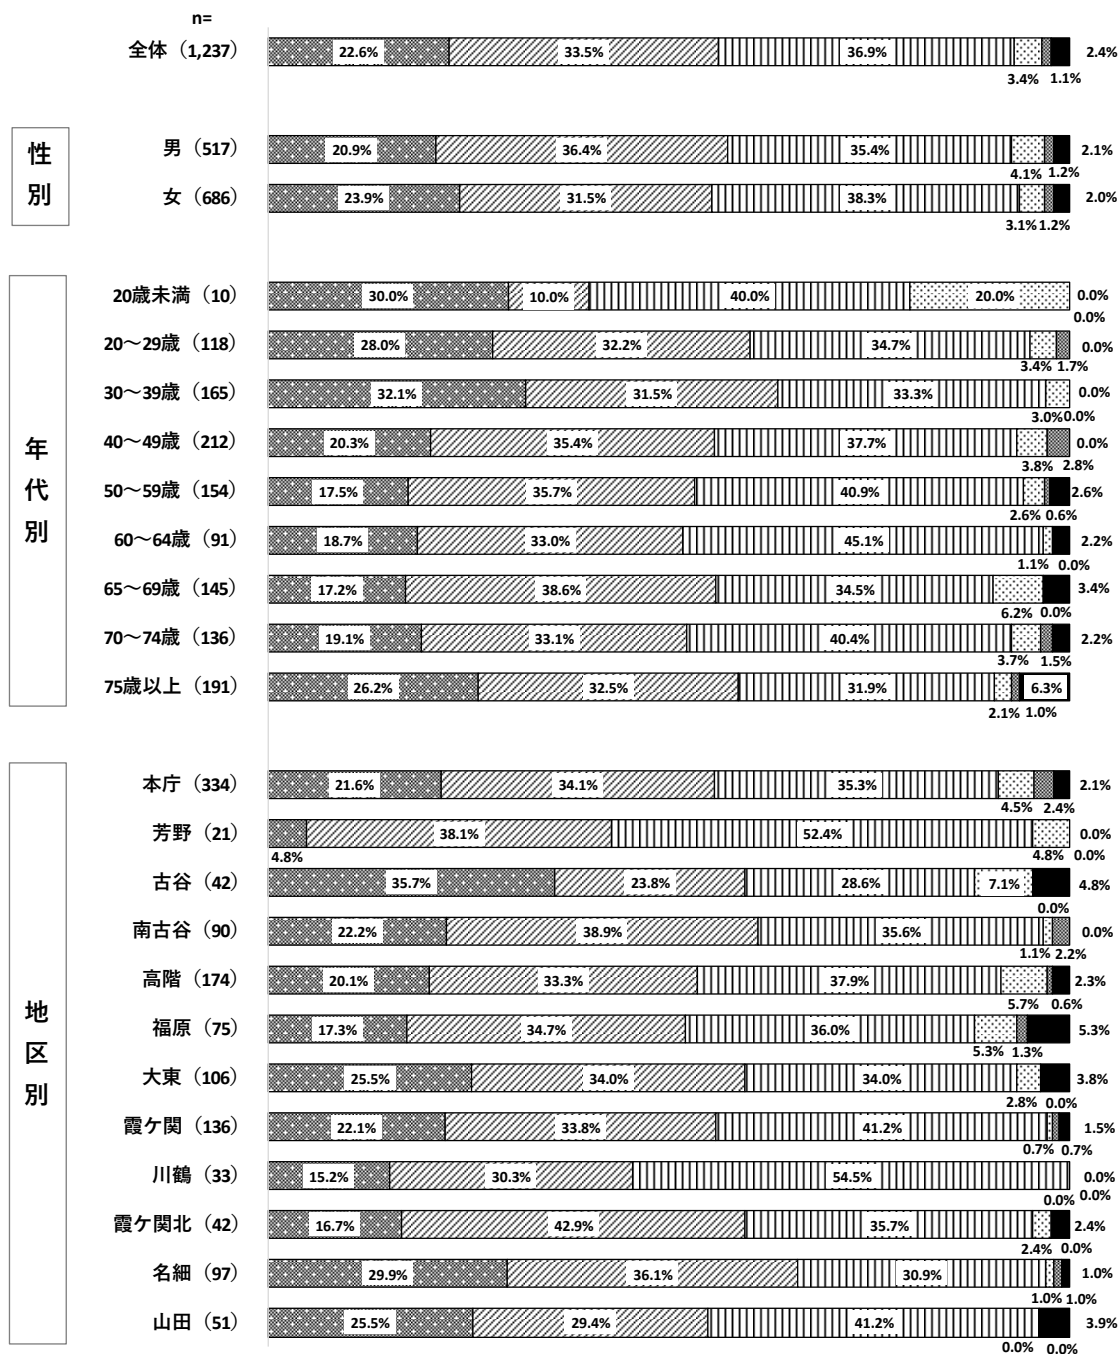 n=
全体 (1,237) 22.6% 33.5% 36.9% 2.4%
3.4% 1.1%
性別
男 (517) 20.9% 36.4% 35.4% 2.1%
4.1% 1.2%
女 (686) 23.9% 31.5% 38.3% 2.0%
3.1% 1.2%
年代別
20歳未満 (10) 30.0% 10.0% 40.0% 20.0% 0.0%
0.0%
20～29歳 (118) 28.0% 32.2% 34.7% 0.0%
3.4% 1.7%
30～39歳 (165) 32.1% 31.5% 33.3% 0.0%
3.0% 0.0%
40～49歳 (212) 20.3% 35.4% 37.7% 0.0%
3.8% 2.8%
50～59歳 (154) 17.5% 35.7% 40.9% 2.6%
2.6% 0.6%
60～64歳 (91) 18.7% 33.0% 45.1% 2.2%
1.1% 0.0%
65～69歳 (145) 17.2% 38.6% 34.5% 3.4%
6.2% 0.0%
70～74歳 (136) 19.1% 33.1% 40.4% 2.2%
3.7% 1.5%
75歳以上 (191) 26.2% 32.5% 31.9% 6.3%
2.1% 1.0%
地区別
本庁 (334) 21.6% 34.1% 35.3% 2.1%
4.5% 2.4%
芳野 (21) 38.1% 52.4% 0.0%
4.8% 4.8% 0.0%
古谷 (42) 35.7% 23.8% 28.6% 7.1% 4.8%
0.0%
南古谷 (90) 22.2% 38.9% 35.6% 0.0%
1.1% 2.2%
高階 (174) 20.1% 33.3% 37.9% 2.3%
5.7% 0.6%
福原 (75) 17.3% 34.7% 36.0% 5.3%
5.3% 1.3%
大東 (106) 25.5% 34.0% 34.0% 3.8%
2.8% 0.0%
霞ケ関 (136) 22.1% 33.8% 41.2% 1.5%
0.7% 0.7%
川鶴 (33) 15.2% 30.3% 54.5% 0.0%
0.0% 0.0%
霞ケ関北 (42) 16.7% 42.9% 35.7% 2.4%
2.4% 0.0%
名細 (97) 29.9% 36.1% 30.9% 1.0%
1.0% 1.0%
山田 (51) 25.5% 29.4% 41.2% 3.9%
0.0% 0.0%